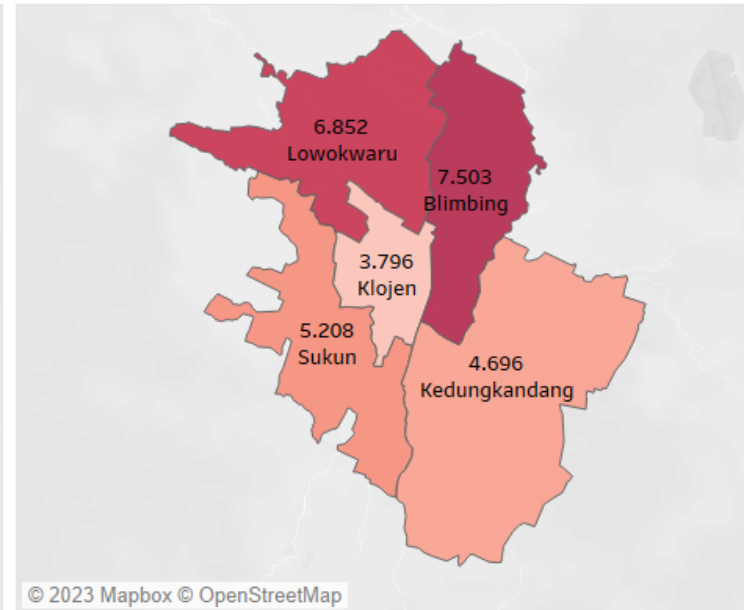 6.852
Lowokwaru
7.503
Blimbing
3.796
Klojen
5.208
Sukun
4.696
Kedungkandang
© 2023 Mapbox © OpenStreetMap